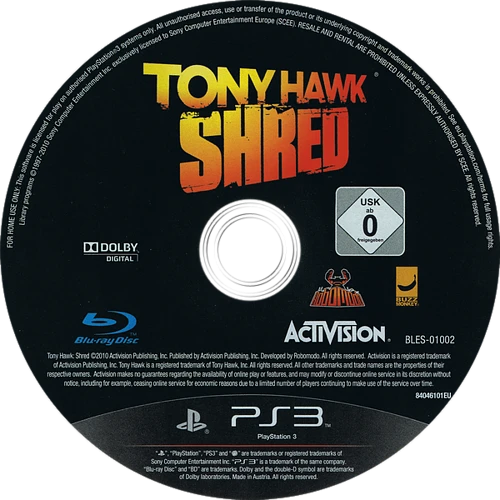 FOR HOME USE ONLY. This software is licensed for play on authorised PlayStation®3 systems only. All unauthorised access, use or transfer of the product or its underlying copyright and trademark works is prohibited. See eu.playstation.com/terms for full usage rights.
Library programs ©1997-2010 Sony Computer Entertainment Inc. exclusively licensed to Sony Computer Entertainment Europe (SCEE). RESALE AND RENTAL ARE PROHIBITED UNLESS EXPRESSLY AUTHORISED BY SCEE. All rights reserved.
TONY HAWK®
SHRED
USK
ab
0
freigegeben
DOLBY
DIGITAL
ROBOMODO
BUZZ
MONKEY
Blu-ray Disc
ACTIVISION®
BLES-01002
Tony Hawk: Shred ©2010 Activision Publishing, Inc. Published by Activision Publishing, Inc. Developed by Robomodo. All rights reserved. Activision is a registered trademark
of Activision Publishing, Inc. Tony Hawk is a registered trademark of Tony Hawk, Inc. All rights reserved. All other trademarks and trade names are the properties of their
respective owners. Activision makes no guarantees regarding the availability of online play or features, and may modify or discontinue online service in its discretion without
notice, including for example, ceasing online service for economic reasons due to a limited number of players continuing to make use of the service over time.
84046101EU
PS3™
PlayStation 3
", "PlayStation", "PS3" and " " are trademarks or registered trademarks of
Sony Computer Entertainment Inc. "PS3" is a trademark of the same company.
"Blu-ray Disc" and "BD" are trademarks. Dolby and the double-D symbol are trademarks
of Dolby laboratories. Made in Austria. All rights reserved.